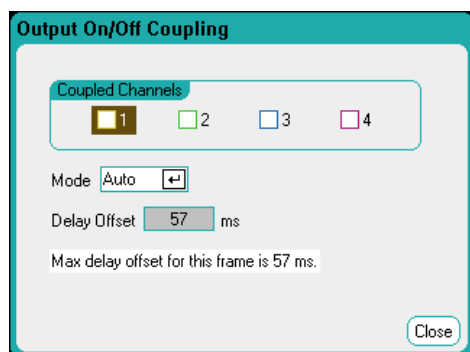 Output On/Off Coupling
Coupled Channels
1 2 3 4
Mode Auto
Delay Offset 57 ms
Max delay offset for this frame is 57 ms.
Close